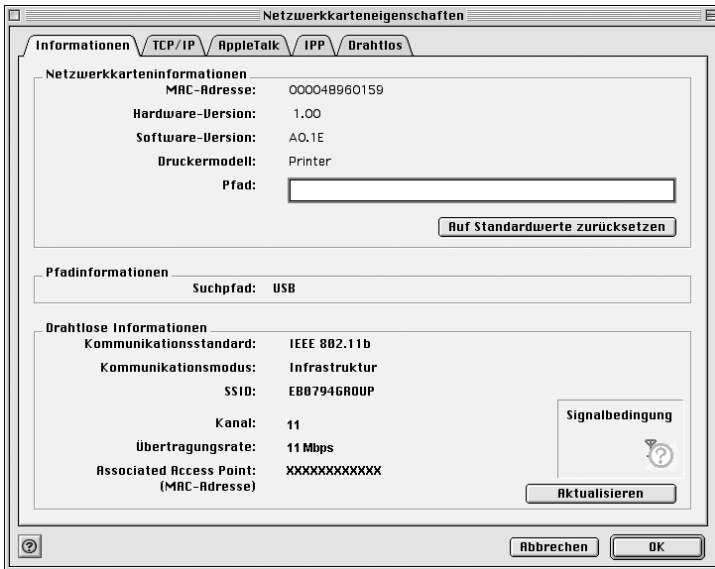 Netzwerkkarteneigenschaften
Informationen TCP/IP AppleTalk IPP Drahtlos
Netzwerkkarteninformationen
MAC-Adresse: 000048960159
Hardware-Version: 1.00
Software-Version: A0.1E
Druckermodell: Printer
Pfad:
Auf Standardwerte zurücksetzen
Pfadinformationen
Suchpfad: USB
Drahtlose Informationen
Kommunikationsstandard: IEEE 802.11b
Kommunikationsmodus: Infrastruktur
SSID: EB0794GROUP
Kanal: 11
Übertragungsrate: 11 Mbps
Associated Access Point: XXXXXXXXXXXX
(MAC-Adresse)
Signalbedingung
?
Aktualisieren
?
Abbrechen OK